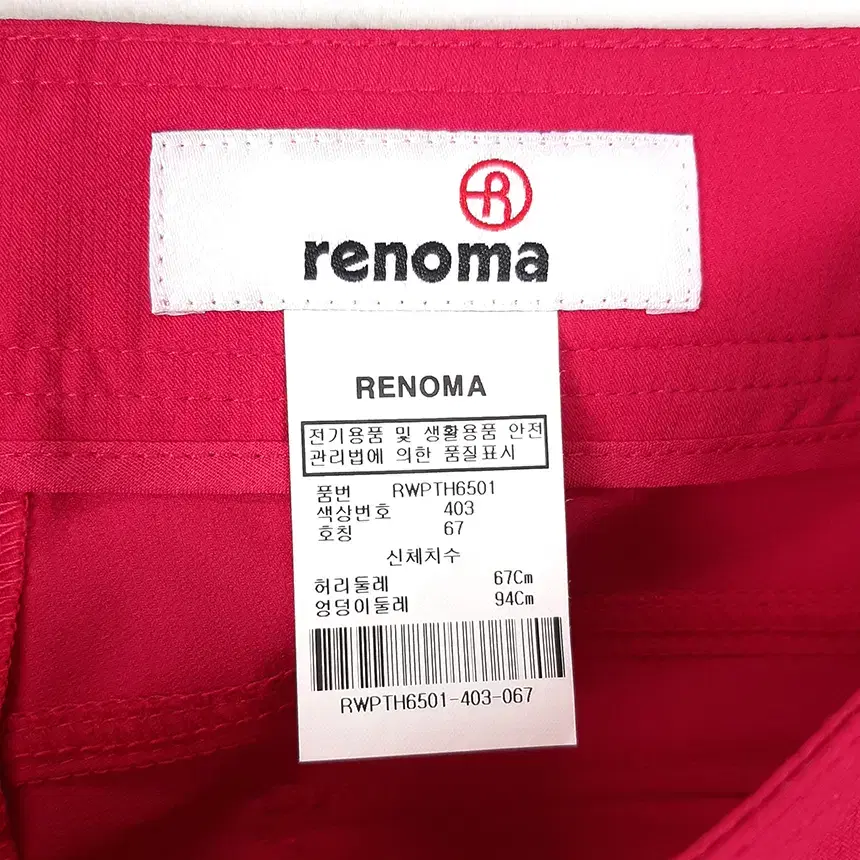 R
renoma
RENOMA
전기용품 및 생활용품 안전
관리법에 의한 품질표시
품번 RWPTH6501
색상번호 403
호칭 67
신체치수
허리둘레 67Cm
엉덩이둘레 94Cm
RWPTH6501-403-067